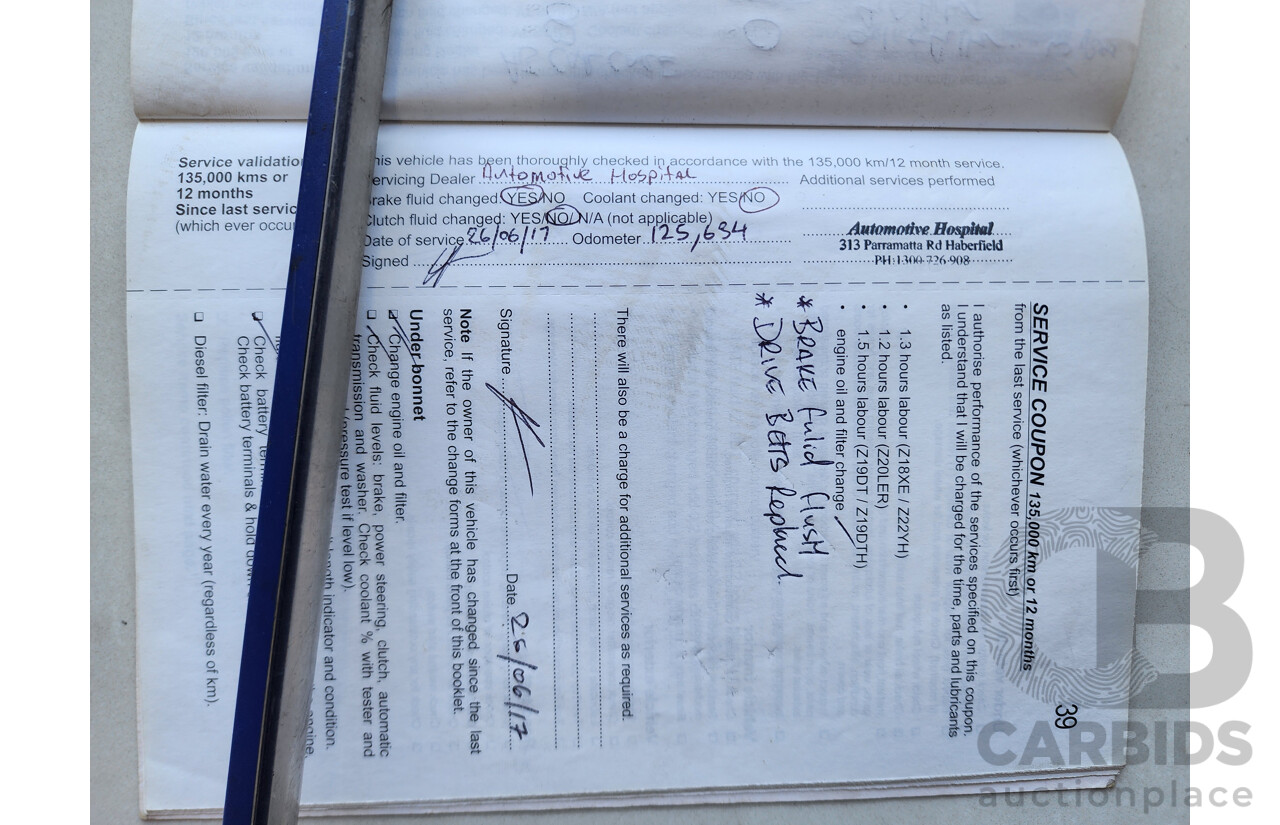 Service validation
135,000 kms or
12 months
Since last servic
(which ever occu
his vehicle has been thoroughly checked in accordance with the 135,000 km/12 month service.
ervicing Dealer Automotive Hospital
Additional services performed
rake fluid changed: YES/NO Coolant changed: YES/NO
Clutch fluid changed: YES/NO/N/A (not applicable)
Date of service 26/06/17 Odometer 125,634
Signed
Automotive Hospital
313 Parramatta Rd Haberfield
PH:1300 726 908
39
SERVICE COUPON 135,000 km or 12 months
from the last service (whichever occurs first)
I authorise performance of the services specified on this coupon.
I understand that I will be charged for the time, parts and lubricants
as listed.
• 1.3 hours labour (Z18XE / Z22YH)
• 1.2 hours labour (Z20LER)
• 1.5 hours labour (Z19DT / Z19DTH)
• engine oil and filter change
* BRAKE fulid flusH
* DRIVE BElTS Replaced.
There will also be a charge for additional services as required.
Signature Date 25/06/17
Note If the owner of this vehicle has changed since the last
service, refer to the change forms at the front of this booklet.
Under bonnet
Change engine oil and filter.
Check fluid levels: brake, power steering, clutch, automatic
transmission and washer. Check coolant % with tester and
pressure test if level low).
indicator and condition.
engine
Check battery
Check battery terminals & hold
Diesel filter: Drain water every year (regardless of km).
CARBIDS
auctionplace